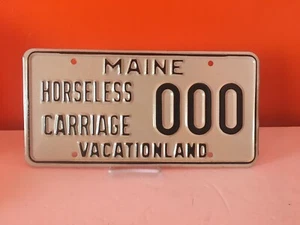 MAINE
HORSELESS
CARRIAGE 000
VACATIONLAND